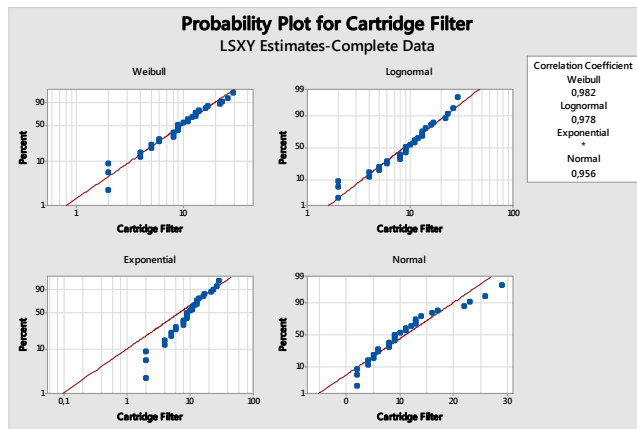 Probability Plot for Cartridge Filter
LSXY Estimates-Complete Data
Weibull
Percent
90
50
10
1
1
10
Cartridge Filter
Lognormal
Percent
99
90
50
10
1
1
10
100
Cartridge Filter
Correlation Coefficient
Weibull
0,982
Lognormal
0,978
Exponential
*
Normal
0,956
Exponential
Percent
90
50
10
1
0,1
1
10
100
Cartridge Filter
Normal
Percent
99
90
50
10
1
0
10
20
30
Cartridge Filter